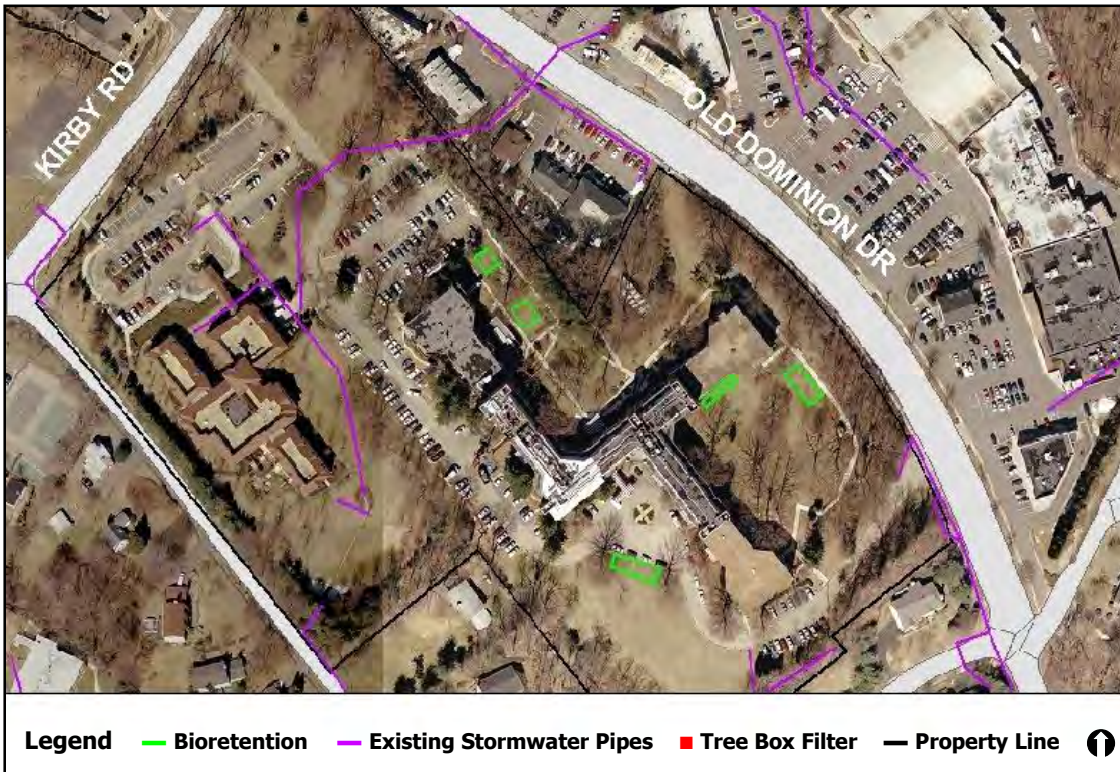 KIRBY RD
OLD DOMINION DR
Legend Bioretention Existing Stormwater Pipes Tree Box Filter Property Line